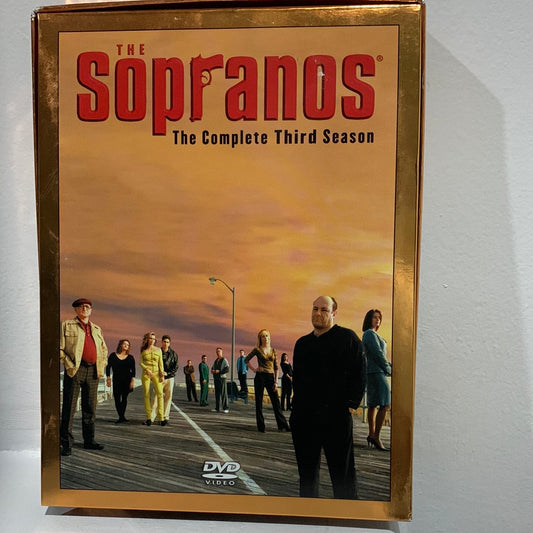 THE
Sopranos®
The Complete Third Season
DVD
VIDEO